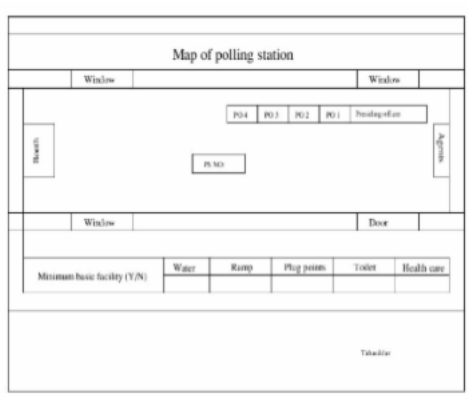 Map of polling station
Window Window
PO 4 PO 3 PO 2 PO 1 Presiding officer
Agents
PS NO:
Window Door
Minimum basic facility (Y/N) Water Ramp Plug points Toilet Health care
Tahasildar